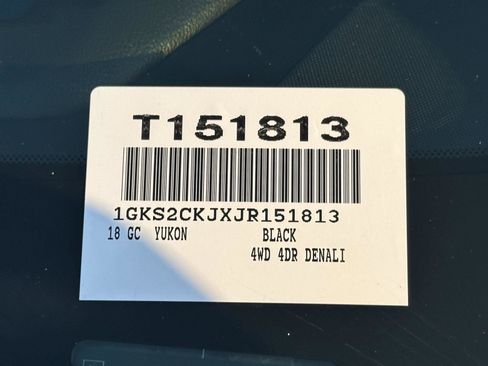 T151813
1GKS2CKJXJR151813
18 GC YUKON BLACK
4WD 4DR DENALI